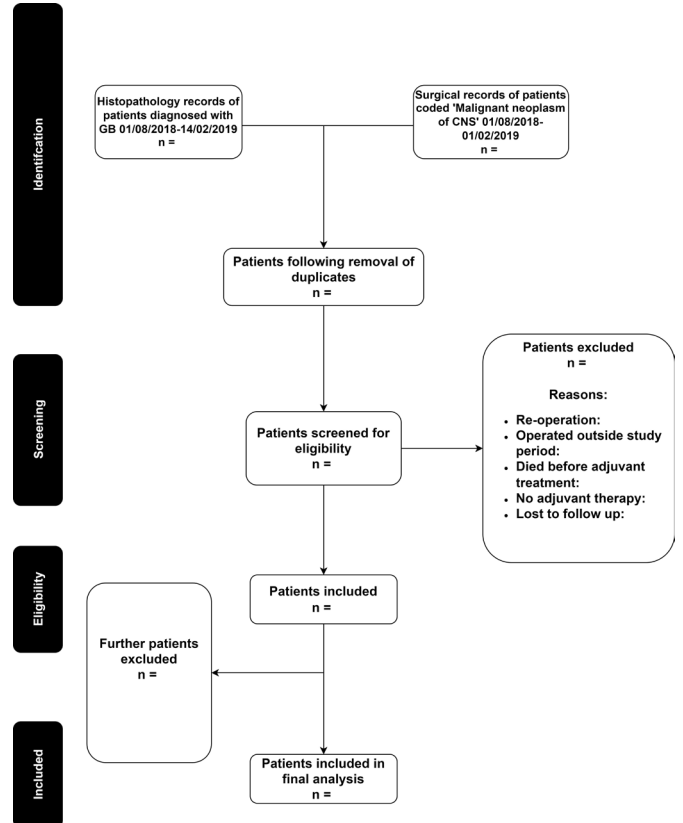 Identifcation
Histopathology records of
patients diagnosed with
GB 01/08/2018-14/02/2019
n =
Surgical records of patients
coded 'Malignant neoplasm
of CNS' 01/08/2018-
01/02/2019
n =
Patients following removal of
duplicates
n =
Screening
Patients screened for
eligibility
n =
Patients excluded
n =
Reasons:
• Re-operation:
• Operated outside study
period:
• Died before adjuvant
treatment:
• No adjuvant therapy:
• Lost to follow up:
Eligibility
Patients included
n =
Further patients
excluded
n =
Included
Patients included in
final analysis
n =